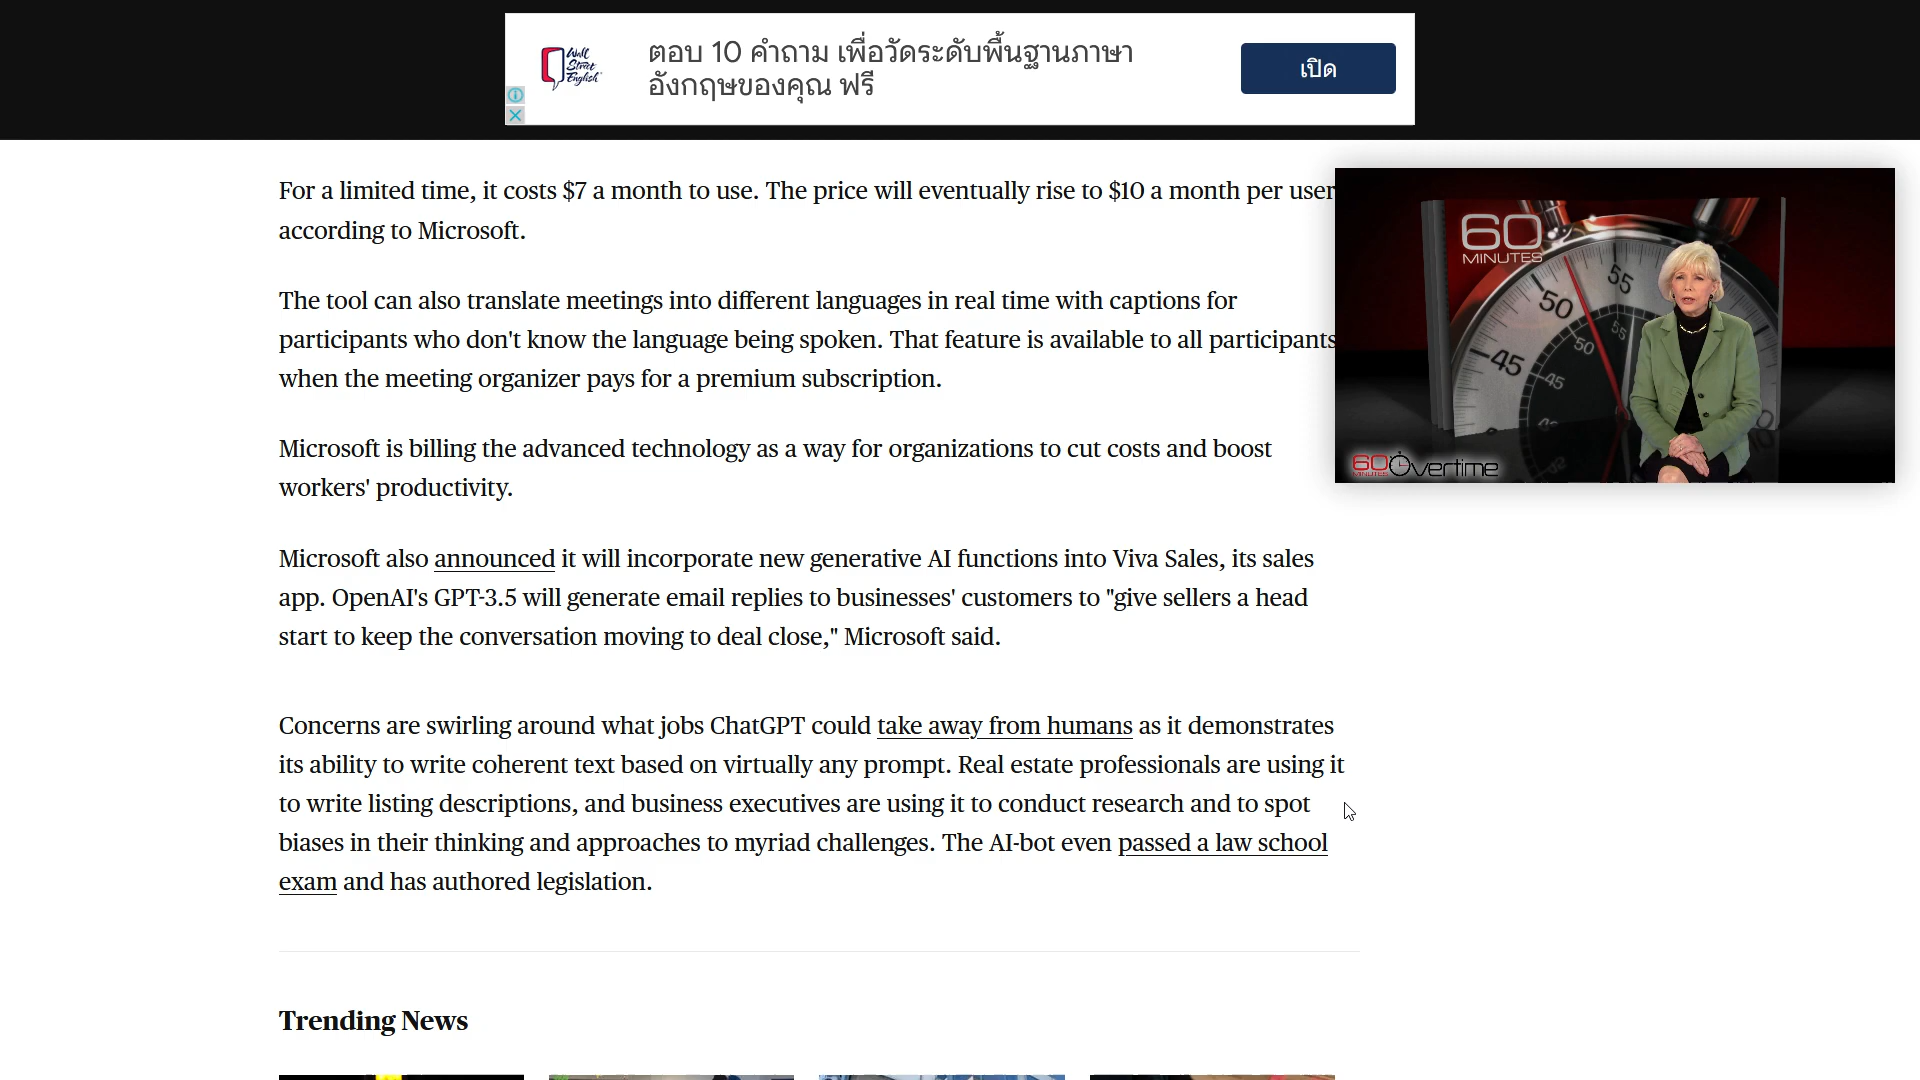 Wall
Street
English
ตอบ 10 คำถาม เพื่อวัดระดับพื้นฐานภาษา
อังกฤษของคุณ ฟรี
เปิด
For a limited time, it costs $7 a month to use. The price will eventually rise to $10 a month per user
according to Microsoft.
The tool can also translate meetings into different languages in real time with captions for
participants who don't know the language being spoken. That feature is available to all participants
when the meeting organizer pays for a premium subscription.
Microsoft is billing the advanced technology as a way for organizations to cut costs and boost
workers' productivity.
Microsoft also announced it will incorporate new generative AI functions into Viva Sales, its sales
app. OpenAI's GPT-3.5 will generate email replies to businesses' customers to "give sellers a head
start to keep the conversation moving to deal close," Microsoft said.
Concerns are swirling around what jobs ChatGPT could take away from humans as it demonstrates
its ability to write coherent text based on virtually any prompt. Real estate professionals are using it
to write listing descriptions, and business executives are using it to conduct research and to spot
biases in their thinking and approaches to myriad challenges. The AI-bot even passed a law school
exam and has authored legislation.
Trending News
60
MINUTES
55
50
55
50
45
45
60 Overtime
MINUTES